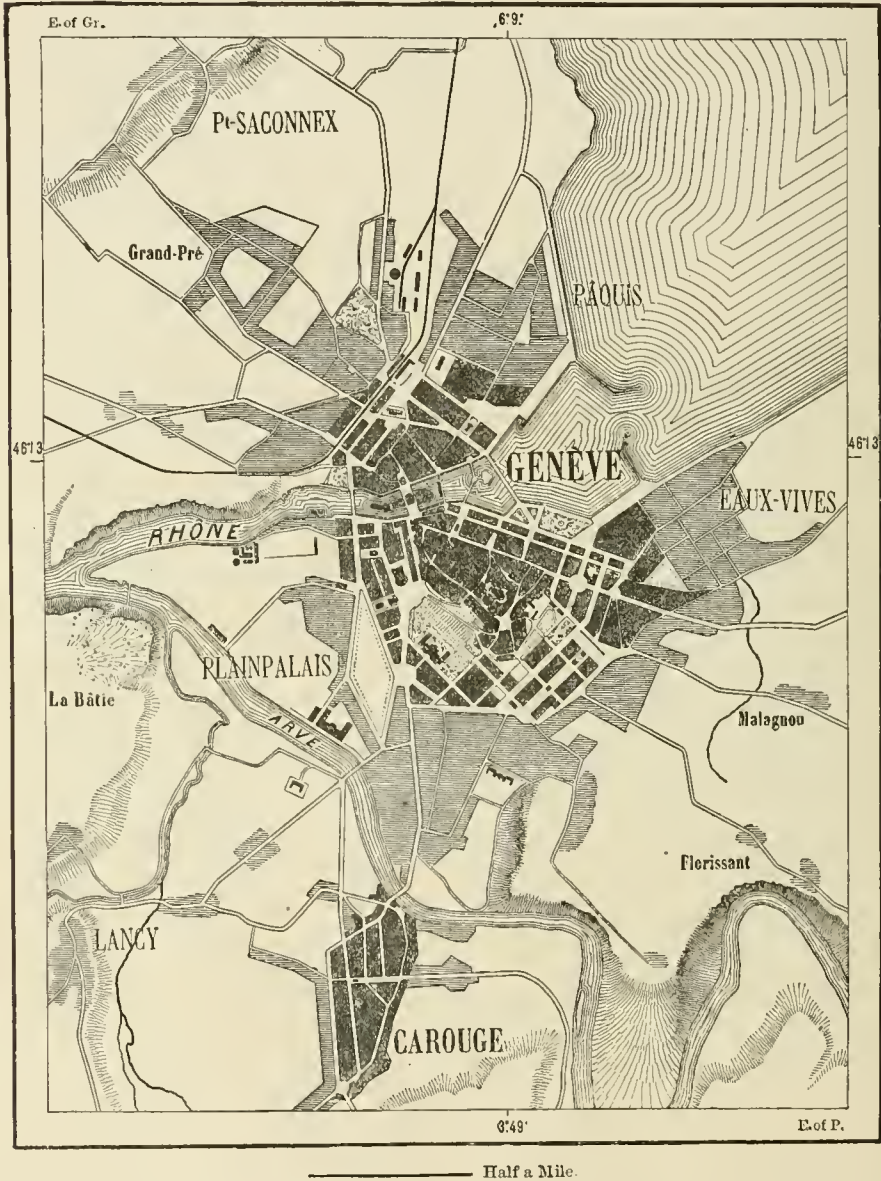 E. of Gr.
6°9'
Pt-SACONNEX
Grand-Pré
PÂQUIS
46°13
46°13
GENÈVE
EAUX-VIVES
RHÔNE
PLAINPALAIS
La Bâtie
ARVE
Malagnou
Florissant
LANCY
CAROUGE
3°49'
E. of P.
Half a Mile.